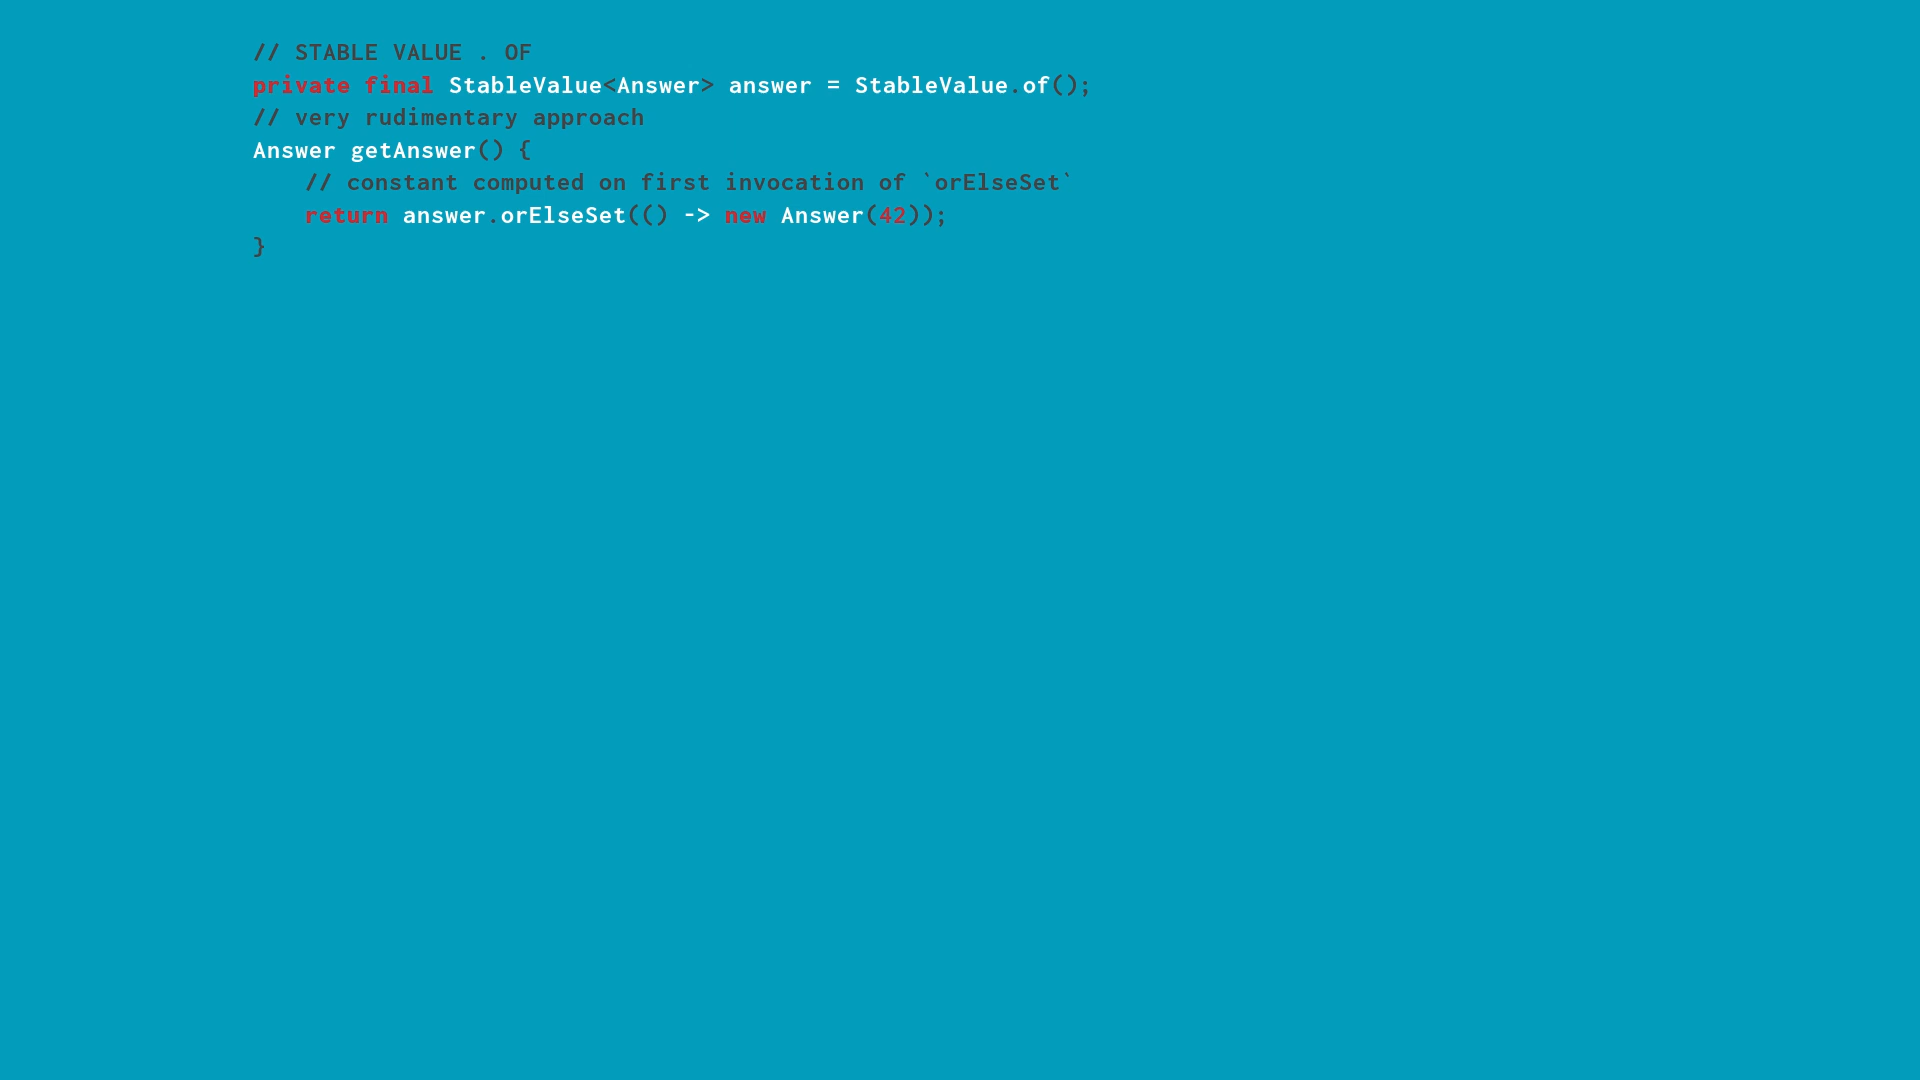 // STABLE VALUE . OF
private final StableValue<Answer> answer = StableValue.of();
// very rudimentary approach
Answer getAnswer() {
    // constant computed on first invocation of `orElseSet`
    return answer.orElseSet(() -> new Answer(42));
}